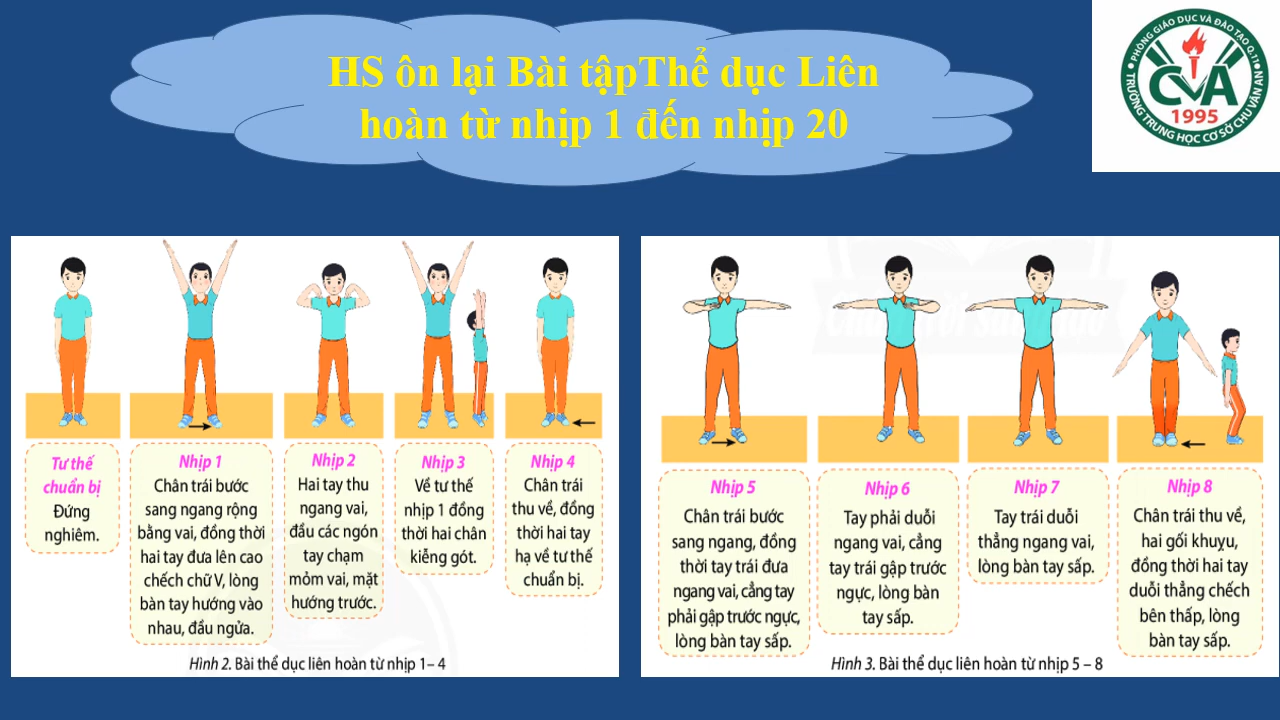 HS ôn lại Bài tậpThể dục Liên
hoàn từ nhịp 1 đến nhịp 20
PHÒNG GIÁO DỤC VÀ ĐÀO TẠO Q.11
TRƯỜNG TRUNG HỌC CƠ SỞ CHU VĂN AN
CVA
1995
Tư thế
chuẩn bị
Đứng
nghiêm.
Nhịp 1
Chân trái bước
sang ngang rộng
bằng vai, đồng thời
hai tay đưa lên cao
chếch chữ V, lòng
bàn tay hướng vào
nhau, đầu ngửa.
Nhịp 2
Hai tay thu
ngang vai,
đầu các ngón
tay chạm
mỏm vai, mặt
hướng trước.
Nhịp 3
Về tư thế
nhịp 1 đồng
thời hai chân
kiễng gót.
Nhịp 4
Chân trái
thu về, đồng
thời hai tay
hạ về tư thế
chuẩn bị.
Hình 2. Bài thể dục liên hoàn từ nhịp 1– 4
Nhịp 5
Chân trái bước
sang ngang, đồng
thời tay trái đưa
ngang vai, cẳng tay
phải gập trước ngực,
lòng bàn tay sấp.
Nhịp 6
Tay phải duỗi
ngang vai, cẳng
tay trái gập trước
ngực, lòng bàn
tay sấp.
Nhịp 7
Tay trái duỗi
thẳng ngang vai,
lòng bàn tay sấp.
Nhịp 8
Chân trái thu về,
hai gối khuỵu,
đồng thời hai tay
duỗi thẳng chếch
bên thấp, lòng
bàn tay sấp.
Hình 3. Bài thể dục liên hoàn từ nhịp 5 – 8